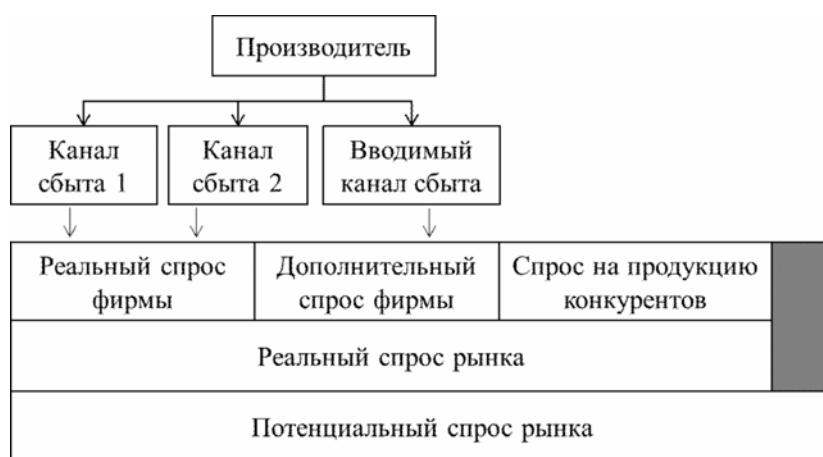 Производитель
Канал
сбыта 1
Канал
сбыта 2
Вводимый
канал сбыта
Реальный спрос
фирмы
Дополнительный
спрос фирмы
Спрос на продукцию
конкурентов
Реальный спрос рынка
Потенциальный спрос рынка